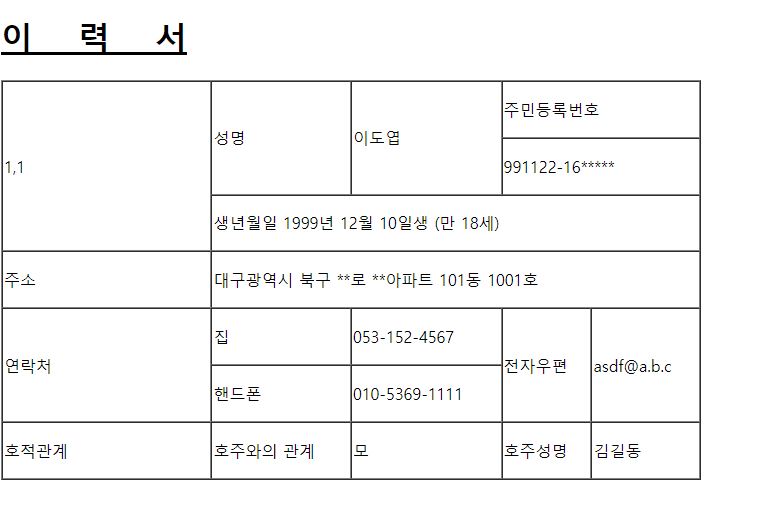 이 력 서
1,1
성명
이도엽
주민등록번호
991122-16*****
생년월일 1999년 12월 10일생 (만 18세)
주소
대구광역시 북구 **로 **아파트 101동 1001호
연락처
집
053-152-4567
전자우편
asdf@a.b.c
핸드폰
010-5369-1111
호적관계
호주와의 관계
모
호주성명
김길동